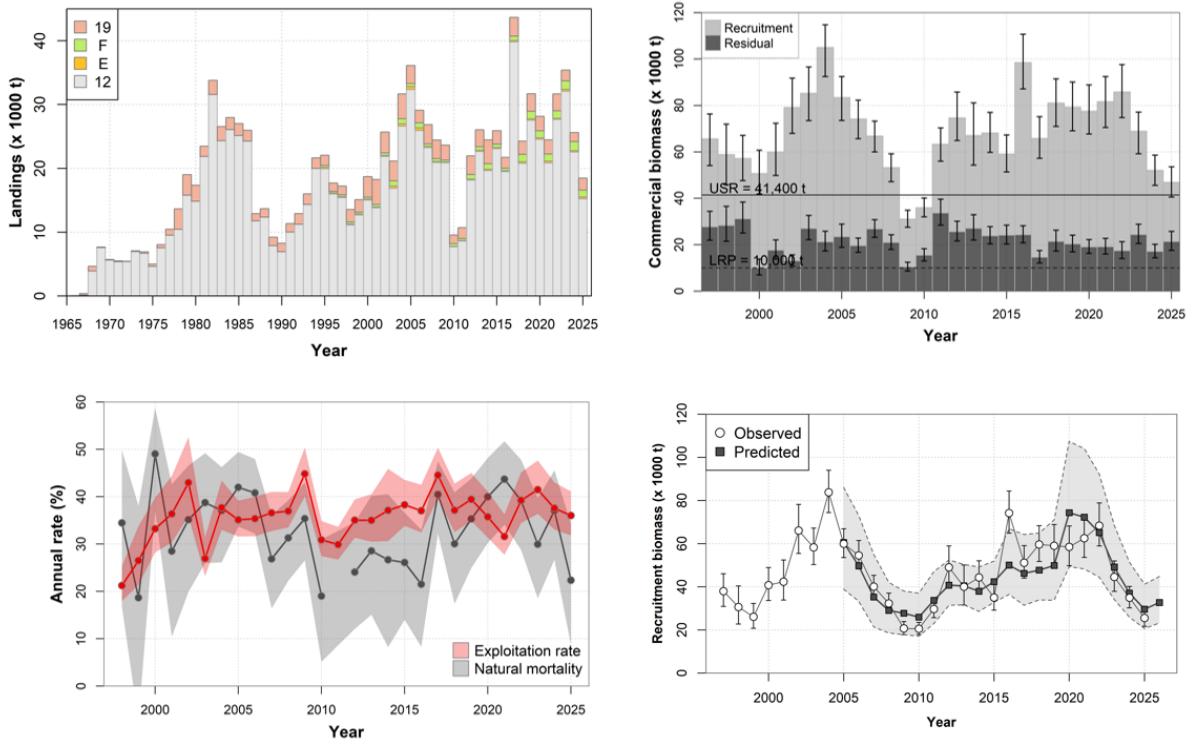 Landings (x 1000 t)
40
30
20
10
0
19
F
E
12
1965 1970 1975 1980 1985 1990 1995 2000 2005 2010 2015 2020 2025
Year
Commercial biomass (x 1000 t)
120
100
80
60
40
20
0
Recruitment
Residual
USR = 41,400 t
LRP = 10,000 t
2000 2005 2010 2015 2020 2025
Year
Annual rate (%)
60
50
40
30
20
10
0
Exploitation rate
Natural mortality
2000 2005 2010 2015 2020 2025
Year
Recruitment biomass (x 1000 t)
120
100
80
60
40
20
0
Observed
Predicted
2000 2005 2010 2015 2020 2025
Year